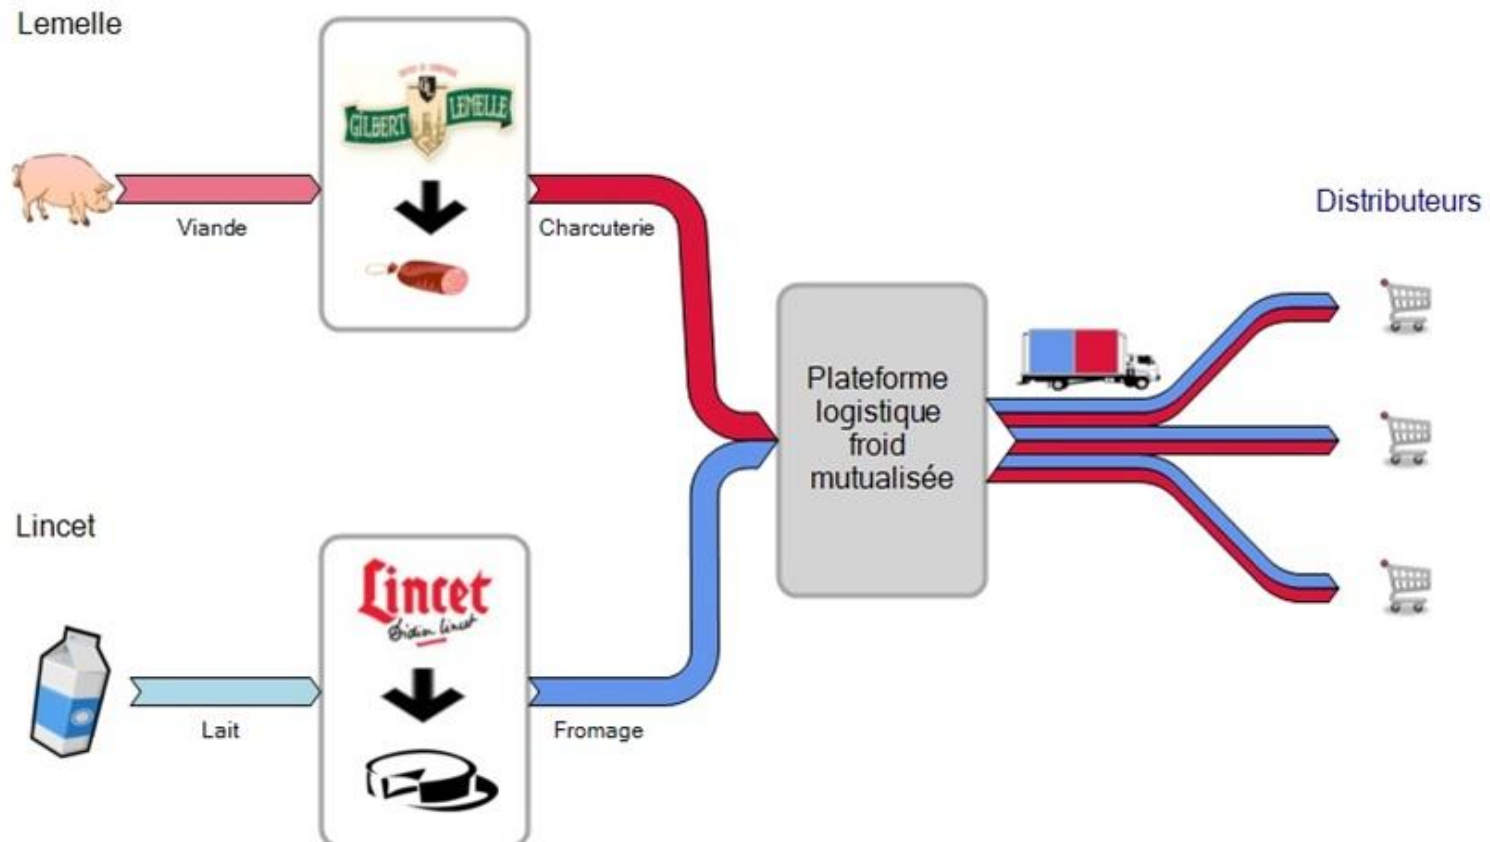 Lemelle
GILBERT LEMELLE
Viande
Charcuterie
Distributeurs
Plateforme
logistique
froid
mutualisée
Lincet
Lincet
Lait
Fromage